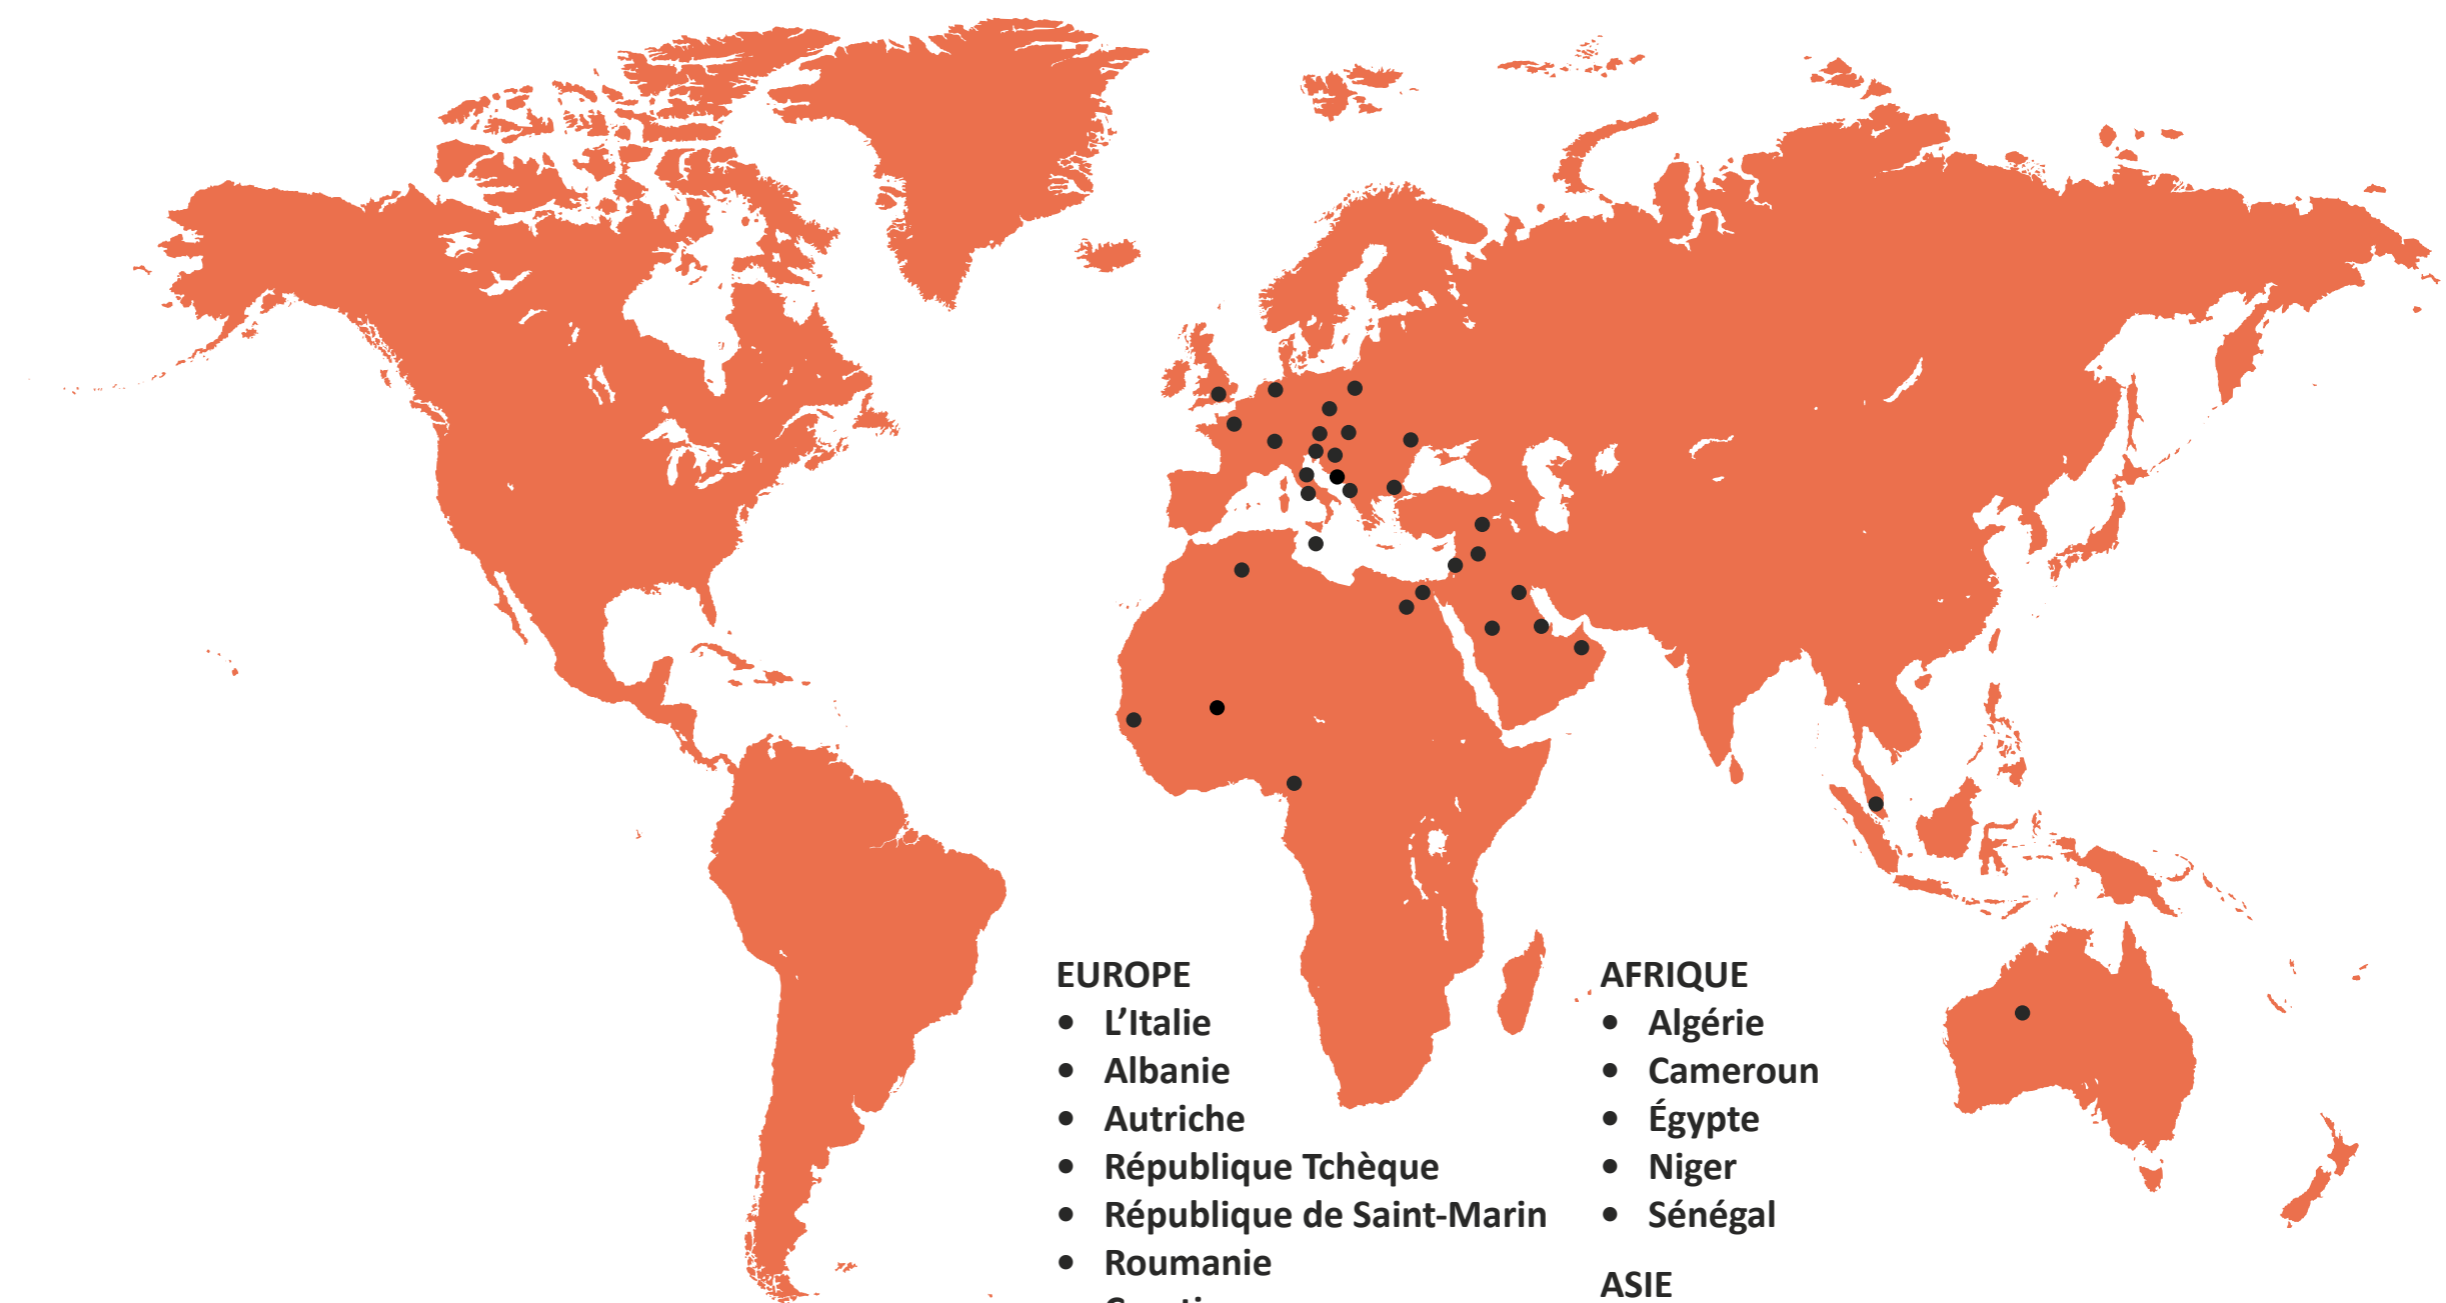 EUROPE
• L’Italie
• Albanie
• Autriche
• République Tchèque
• République de Saint-Marin
• Roumanie
AFRIQUE
• Algérie
• Cameroun
• Égypte
• Niger
• Sénégal
ASIE